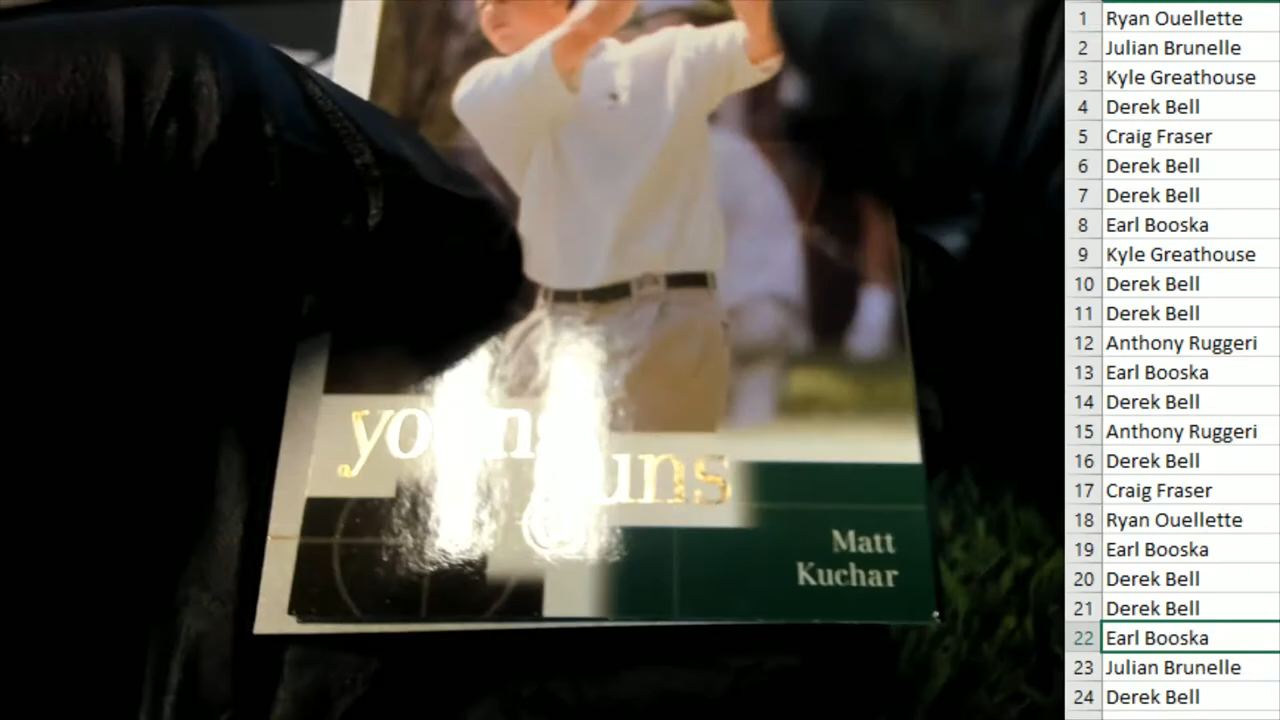 young
guns
Matt
Kuchar
1 Ryan Ouellette
2 Julian Brunelle
3 Kyle Greathouse
4 Derek Bell
5 Craig Fraser
6 Derek Bell
7 Derek Bell
8 Earl Booska
9 Kyle Greathouse
10 Derek Bell
11 Derek Bell
12 Anthony Ruggeri
13 Earl Booska
14 Derek Bell
15 Anthony Ruggeri
16 Derek Bell
17 Craig Fraser
18 Ryan Ouellette
19 Earl Booska
20 Derek Bell
21 Derek Bell
22 Earl Booska
23 Julian Brunelle
24 Derek Bell